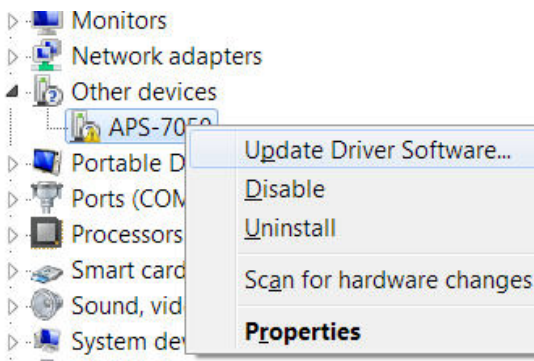 Monitors
Network adapters
Other devices
APS-7050
Portable D
Update Driver Software...
Ports (COM
Disable
Processors
Uninstall
Smart card
Scan for hardware changes
Sound, vid
System dev
Properties